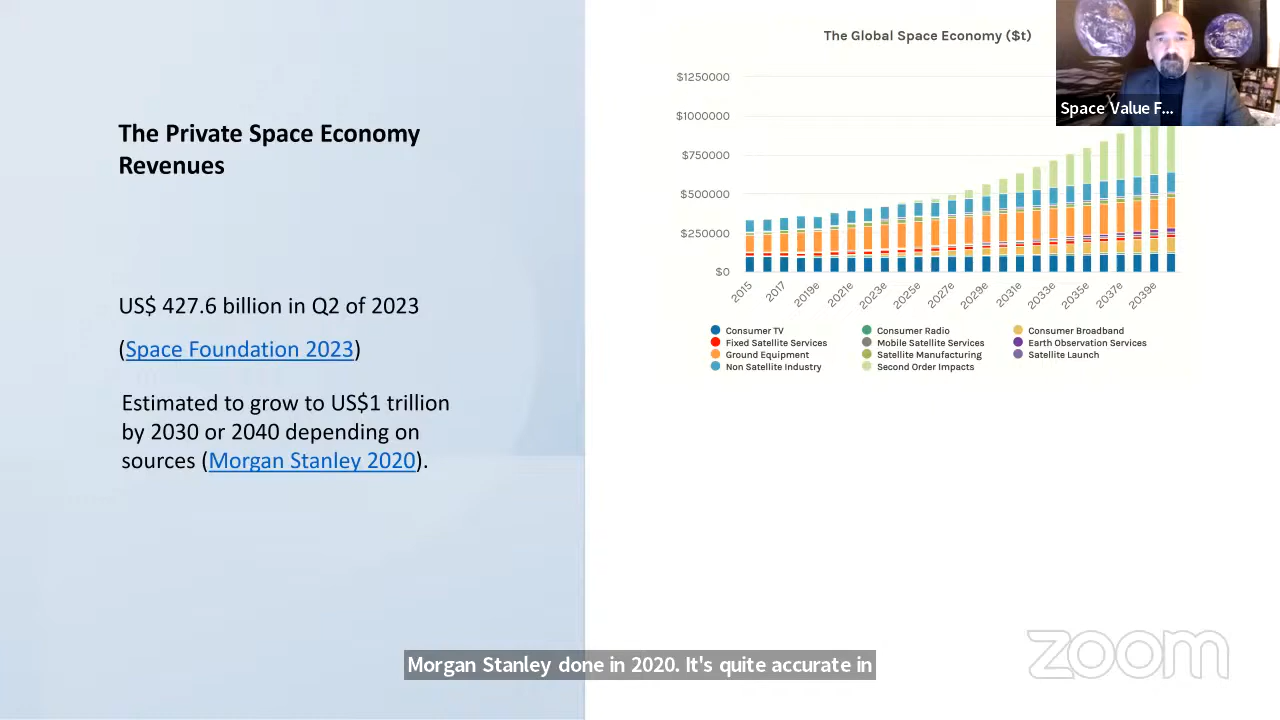 The Private Space Economy
Revenues
US$ 427.6 billion in Q2 of 2023
(Space Foundation 2023)
Estimated to grow to US$1 trillion
by 2030 or 2040 depending on
sources (Morgan Stanley 2020).
The Global Space Economy ($t)
$1250000
$1000000
$750000
$500000
$250000
$0
2015
2017
2019e
2021e
2023e
2025e
2027e
2029e
2031e
2033e
2035e
2037e
2039e
Consumer TV
Consumer Radio
Consumer Broadband
Fixed Satellite Services
Mobile Satellite Services
Earth Observation Services
Ground Equipment
Satellite Manufacturing
Satellite Launch
Non Satellite Industry
Second Order Impacts
Space Value F...
Morgan Stanley done in 2020. It's quite accurate in
zoom